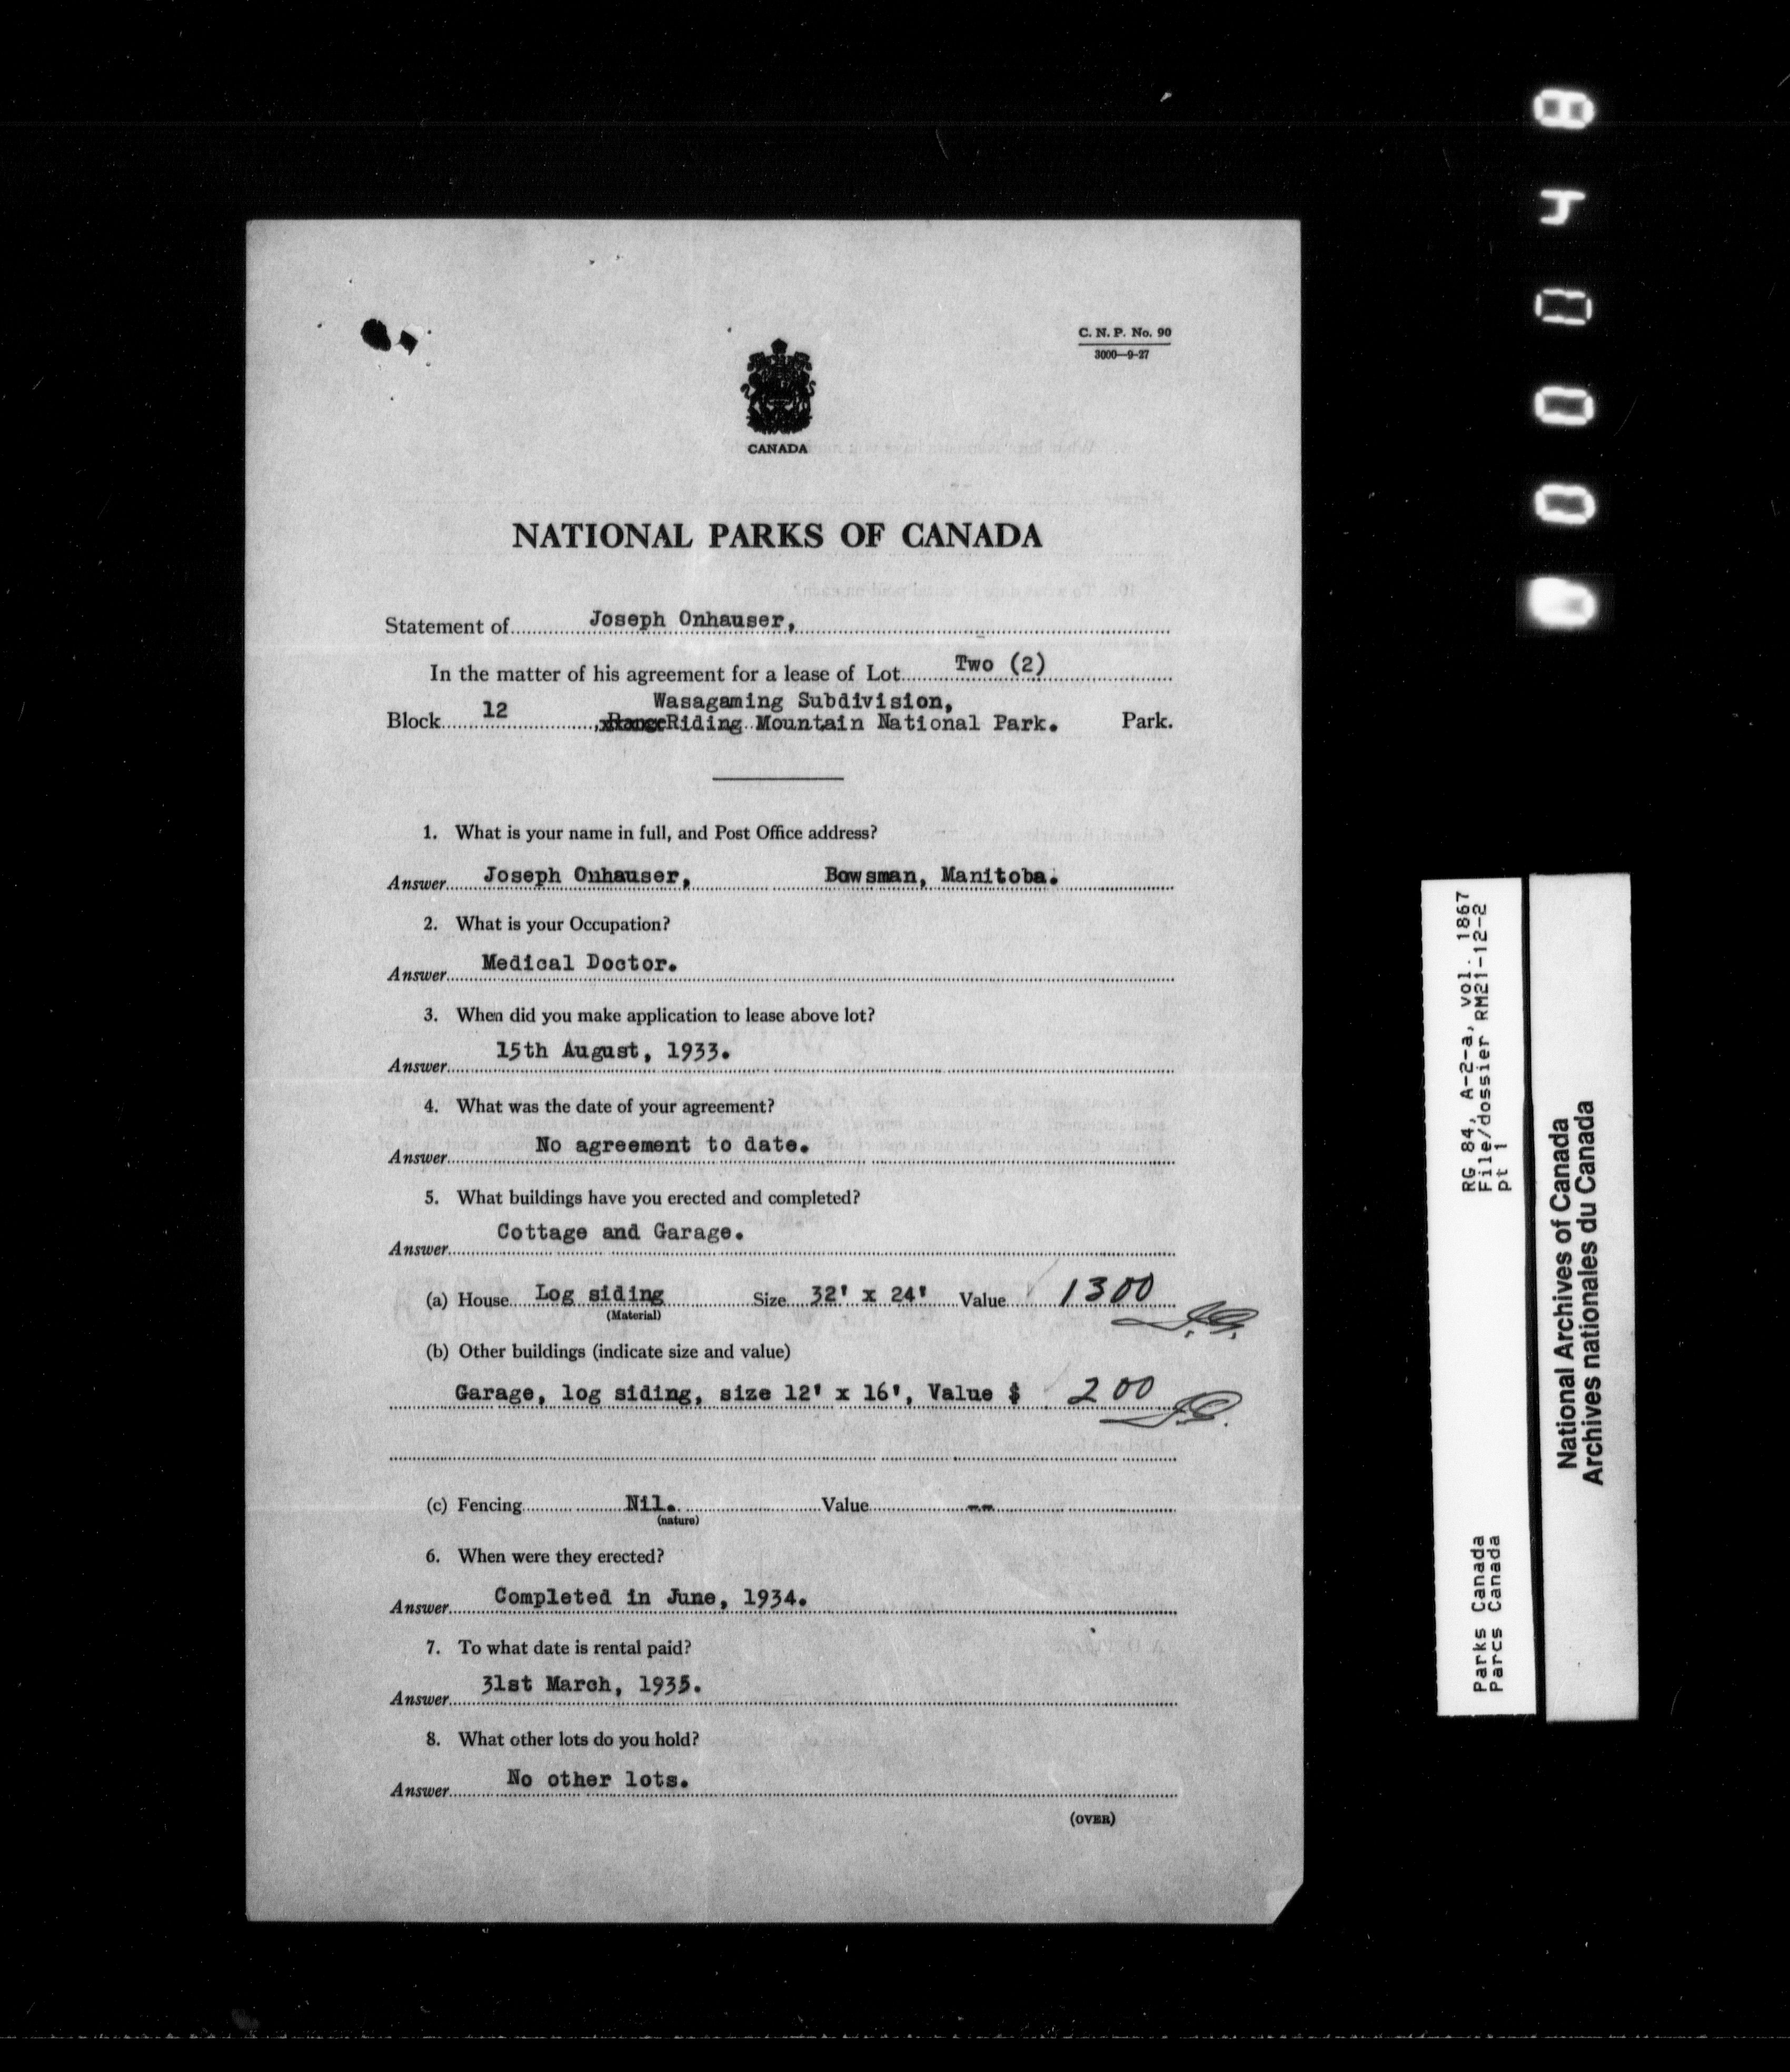 C. N. P. No. 90
3000—9-27
CANADA
NATIONAL PARKS OF CANADA
Statement of Joseph Onhauser,
In the matter of his agreement for a lease of Lot Two (2)
Wasagaming Subdivision,
Block 12, Range Riding Mountain National Park. Park.
1. What is your name in full, and Post Office address?
Answer Joseph Onhauser, Bowsman, Manitoba.
2. What is your Occupation?
Answer Medical Doctor.
3. When did you make application to lease above lot?
Answer 15th August, 1933.
4. What was the date of your agreement?
Answer No agreement to date.
5. What buildings have you erected and completed?
Answer Cottage and Garage.
(a) House Log siding Size 32' x 24' Value 1300
(Material)
(b) Other buildings (indicate size and value)
Garage, log siding, size 12' x 16', Value $ 200
(c) Fencing Nil. Value --
(nature)
6. When were they erected?
Answer Completed in June, 1934.
7. To what date is rental paid?
Answer 31st March, 1935.
8. What other lots do you hold?
Answer No other lots.
(OVER)
RG 84, A-2-a, vol. 1867
File/dossier RM21-12-2
pt 1
Parks Canada
Parcs Canada
National Archives of Canada
Archives nationales du Canada